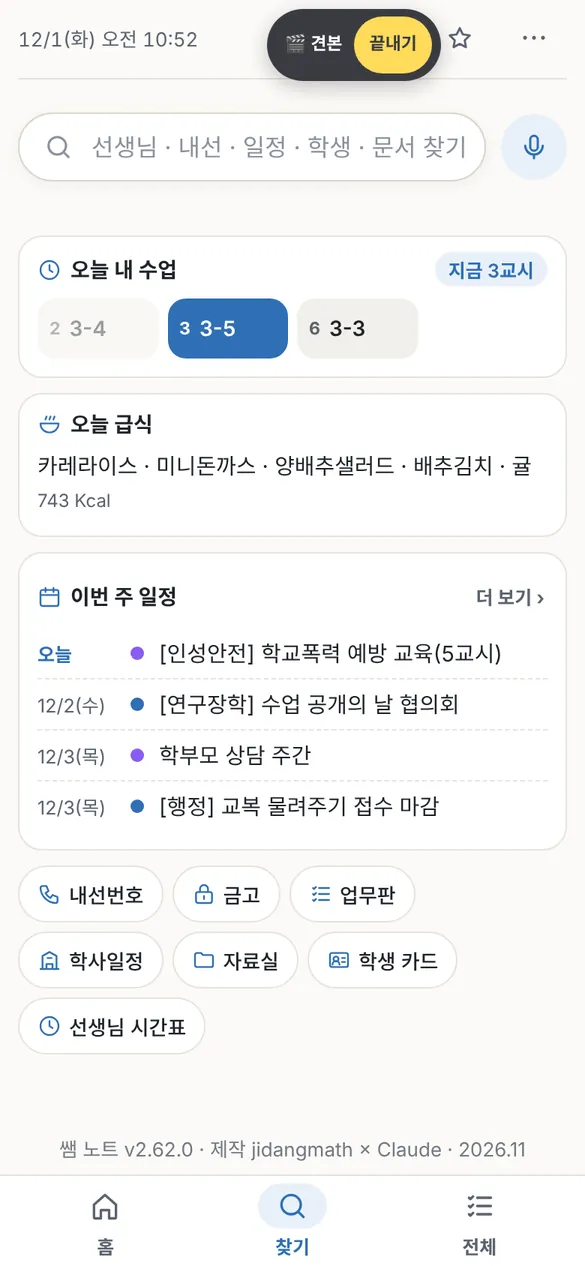 12/1(화) 오전 10:52
🎬 견본 끝내기
선생님 · 내선 · 일정 · 학생 · 문서 찾기
오늘 내 수업
지금 3교시
2 3-4
3 3-5
6 3-3
오늘 급식
카레라이스 · 미니돈까스 · 양배추샐러드 · 배추김치 · 귤
743 Kcal
이번 주 일정
더 보기 ›
오늘 [인성안전] 학교폭력 예방 교육(5교시)
12/2(수) [연구장학] 수업 공개의 날 협의회
12/3(목) 학부모 상담 주간
12/3(목) [행정] 교복 물려주기 접수 마감
내선번호 금고 업무판
학사일정 자료실 학생 카드
선생님 시간표
쌤 노트 v2.62.0 · 제작 jidangmath × Claude · 2026.11
홈 찾기 전체